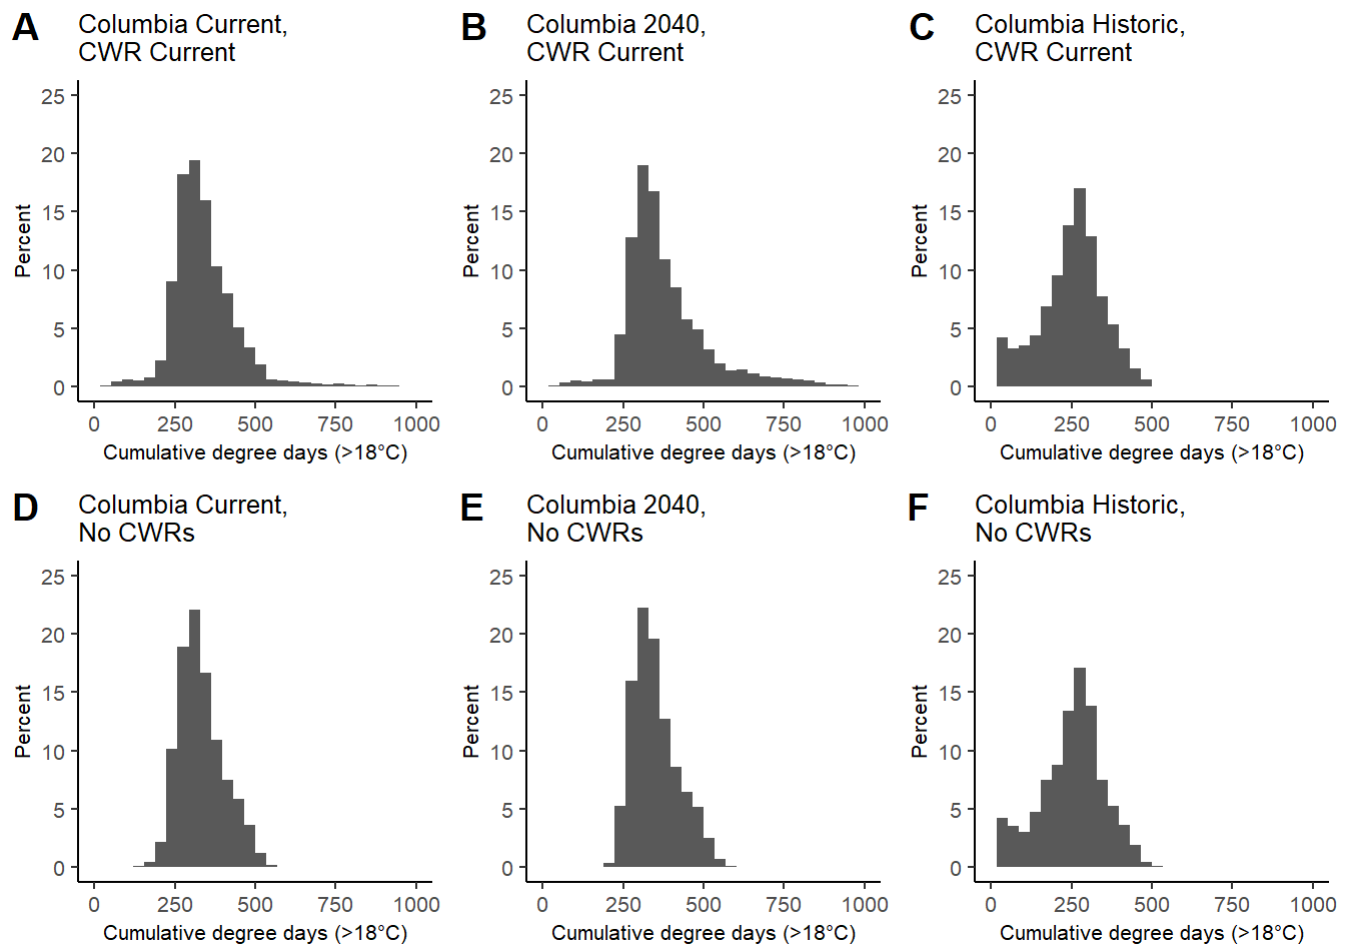 A Columbia Current,
CWR Current
25
20
15
10
5
0
Percent
0 250 500 750 1000
Cumulative degree days (>18°C)
B Columbia 2040,
CWR Current
25
20
15
10
5
0
Percent
0 250 500 750 1000
Cumulative degree days (>18°C)
C Columbia Historic,
CWR Current
25
20
15
10
5
0
Percent
0 250 500 750 1000
Cumulative degree days (>18°C)
D Columbia Current,
No CWRs
25
20
15
10
5
0
Percent
0 250 500 750 1000
Cumulative degree days (>18°C)
E Columbia 2040,
No CWRs
25
20
15
10
5
0
Percent
0 250 500 750 1000
Cumulative degree days (>18°C)
F Columbia Historic,
No CWRs
25
20
15
10
5
0
Percent
0 250 500 750 1000
Cumulative degree days (>18°C)